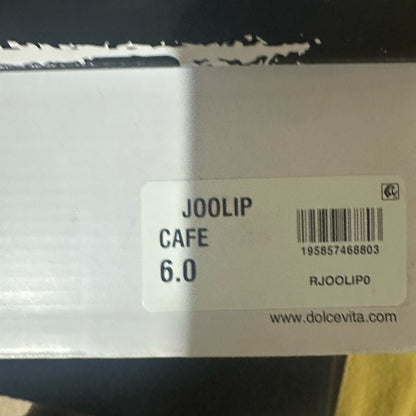 JOOLIP
CAFE
6.0
195857468803
RJOOLIP0
www.dolcevita.com